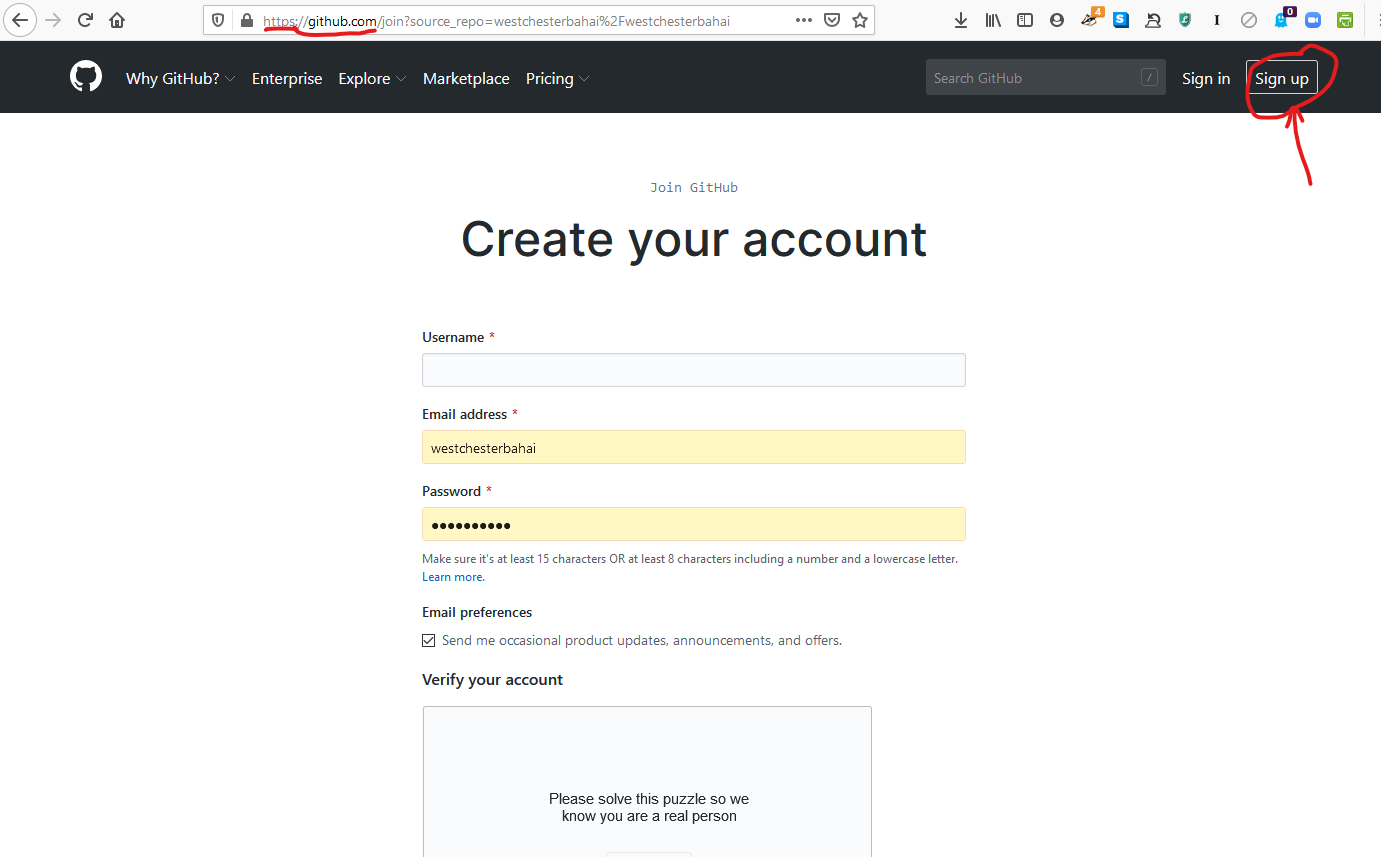 https://github.com/join?source_repo=westchesterbahai%2Fwestchesterbahai
4
S
I
0
Why GitHub?
Enterprise
Explore
Marketplace
Pricing
Search GitHub
/
Sign in
Sign up
Join GitHub
Create your account
Username *
Email address *
westchesterbahai
Password *
Make sure it's at least 15 characters OR at least 8 characters including a number and a lowercase letter.
Learn more.
Email preferences
Send me occasional product updates, announcements, and offers.
Verify your account
Please solve this puzzle so we
know you are a real person